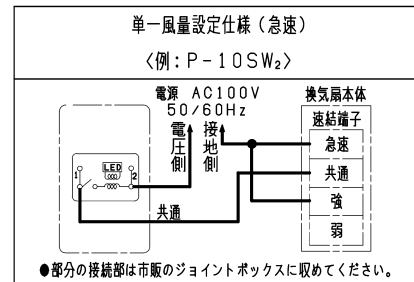 単一風量設定仕様（急速）
〈例：P－10SW₂〉
電源 AC100V
50/60Hz
電圧側
接地側
換気扇本体
速結端子
急速
共通
強
弱
LED
1
2
共通
●部分の接続部は市販のジョイントボックスに収めてください。